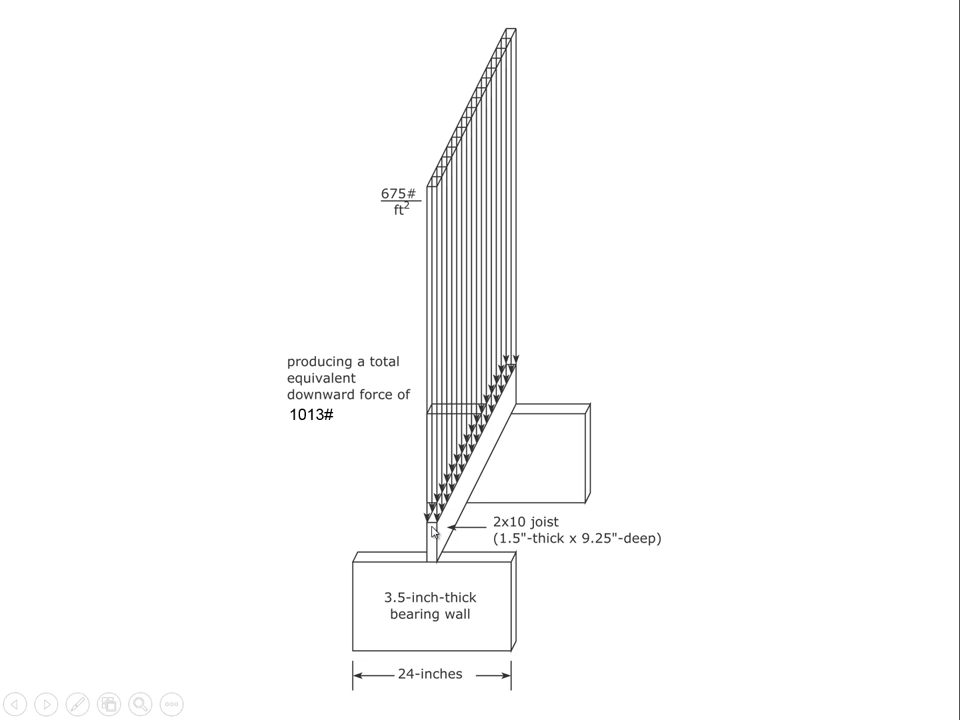 675#
ft²
producing a total
equivalent
downward force of
1013#
2x10 joist
(1.5"-thick x 9.25"-deep)
3.5-inch-thick
bearing wall
24-inches